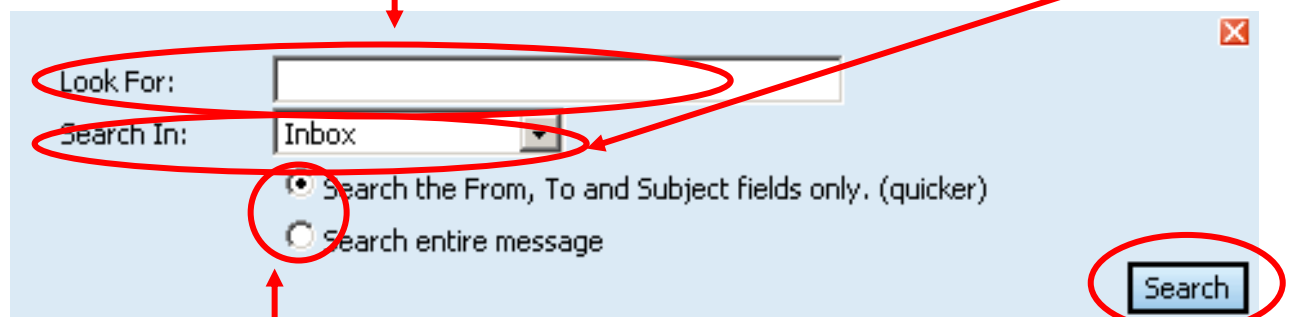 Look For:
Search In: Inbox
Search the From, To and Subject fields only. (quicker)
Search entire message
Search